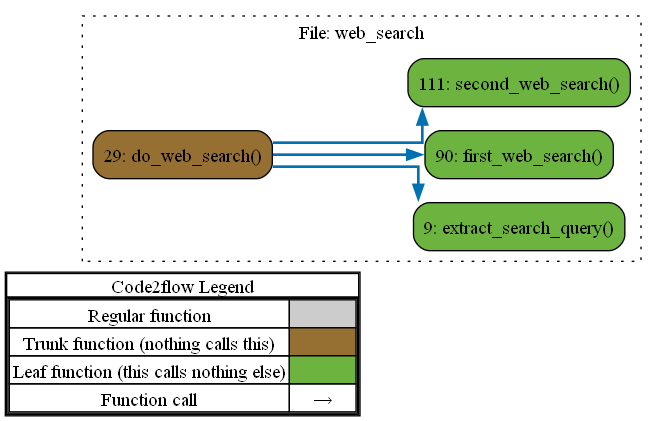 File: web_search
111: second_web_search()
29: do_web_search()
90: first_web_search()
9: extract_search_query()
Code2flow Legend
Regular function
Trunk function (nothing calls this)
Leaf function (this calls nothing else)
Function call →